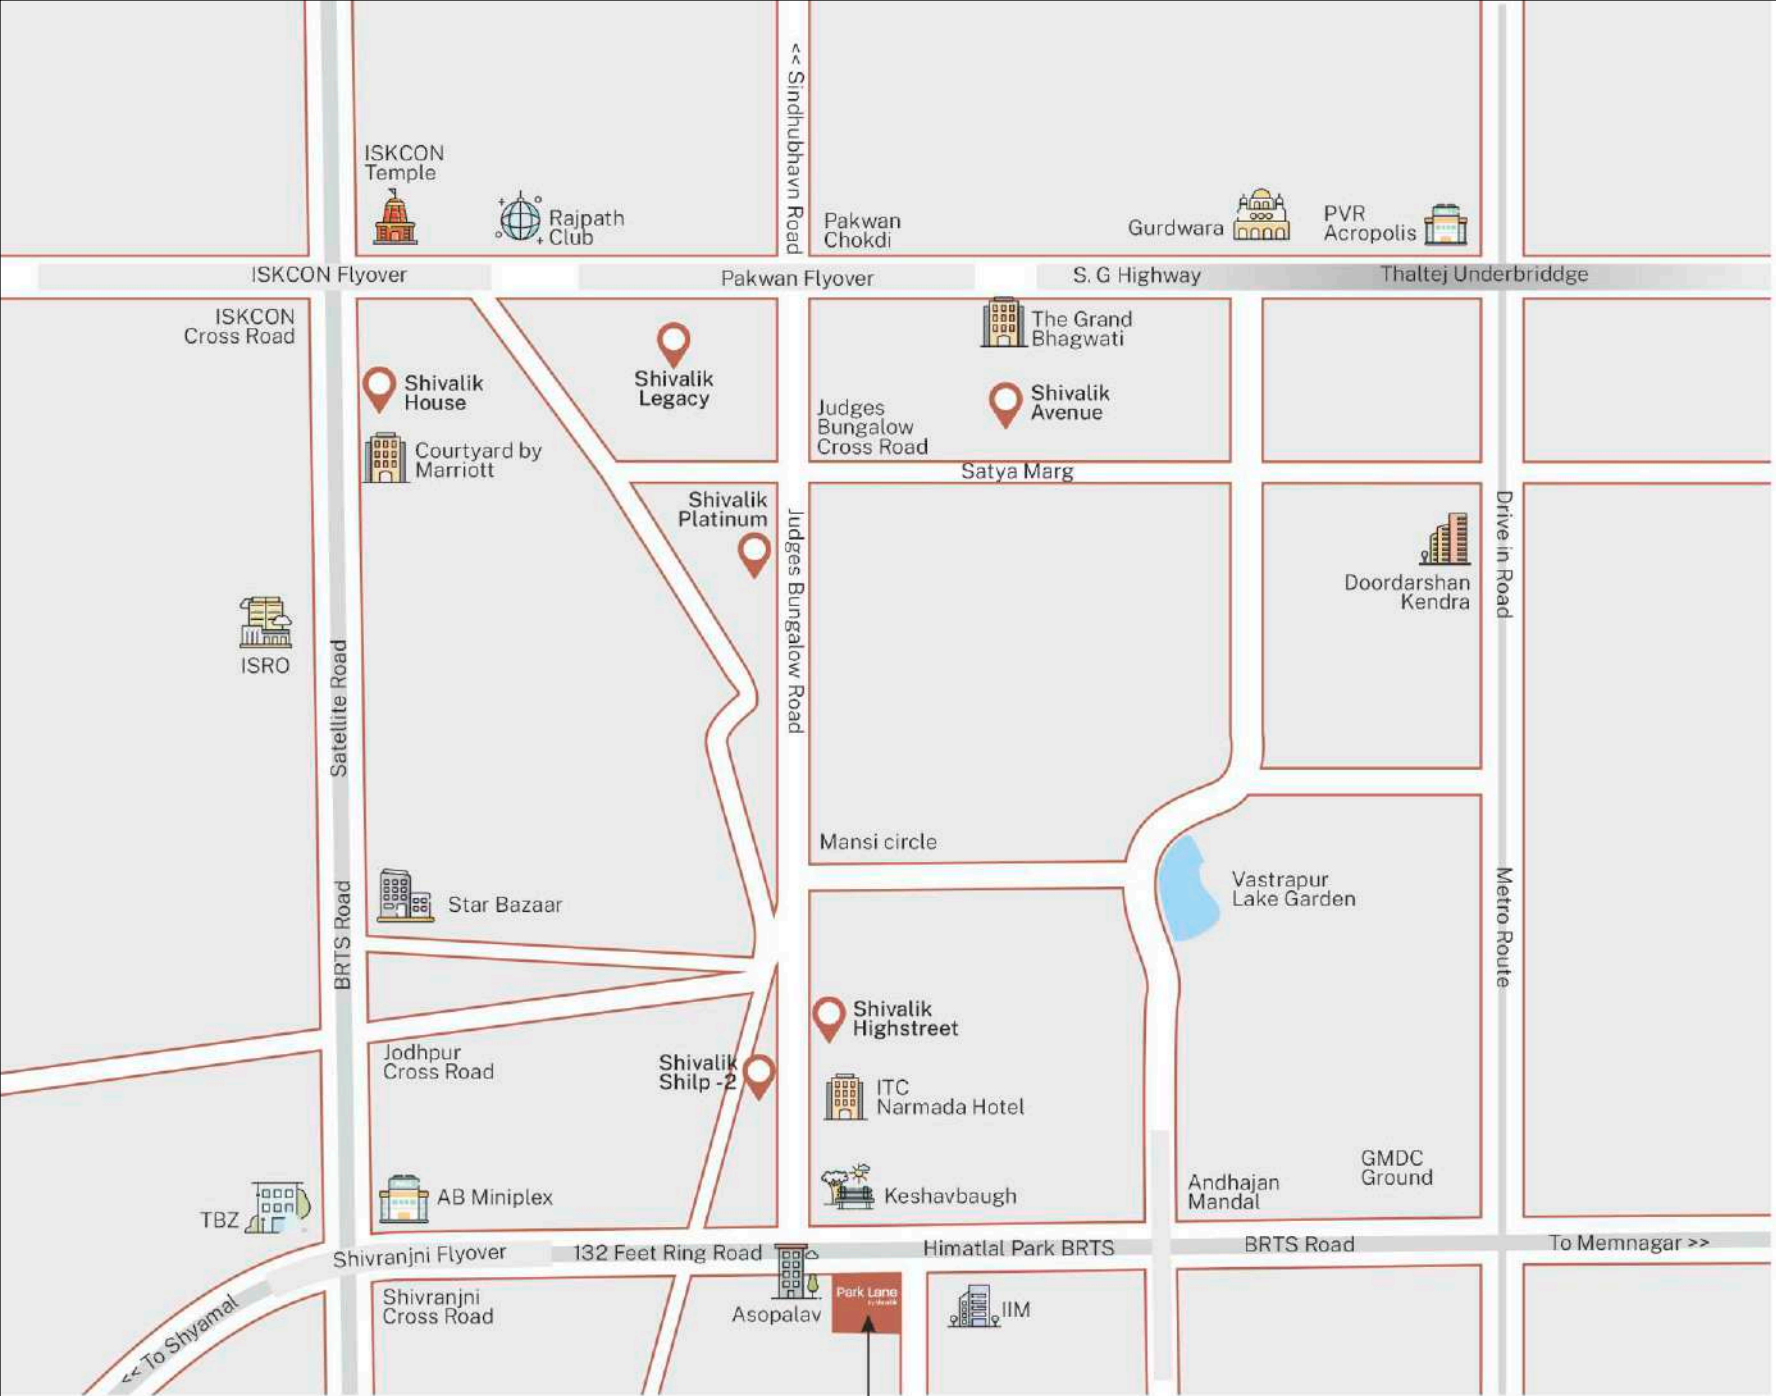 << Sindhubhavn Road
ISKCON
Temple
Rajpath
Club
Pakwan
Chokdi
Gurdwara
PVR
Acropolis
ISKCON Flyover
Pakwan Flyover
S. G Highway
Thaltej Underbriddge
ISKCON
Cross Road
The Grand
Bhagwati
Shivalik
House
Shivalik
Legacy
Judges
Bungalow
Cross Road
Shivalik
Avenue
Courtyard by
Marriott
Satya Marg
Shivalik
Platinum
Judges Bungalow Road
Drive in Road
Doordarshan
Kendra
ISRO
Satellite Road
Mansi circle
Star Bazaar
BRTS Road
Vastrapur
Lake Garden
Metro Route
Shivalik
Highstreet
Jodhpur
Cross Road
Shivalik
Shilp -2
ITC
Narmada Hotel
GMDC
Ground
Andhajan
Mandal
Keshavbaugh
AB Miniplex
TBZ
Shivranjni Flyover
132 Feet Ring Road
Himatlal Park BRTS
BRTS Road
To Memnagar >>
<< To Shyamal
Shivranjni
Cross Road
Asopalav
Park Lane
IIM